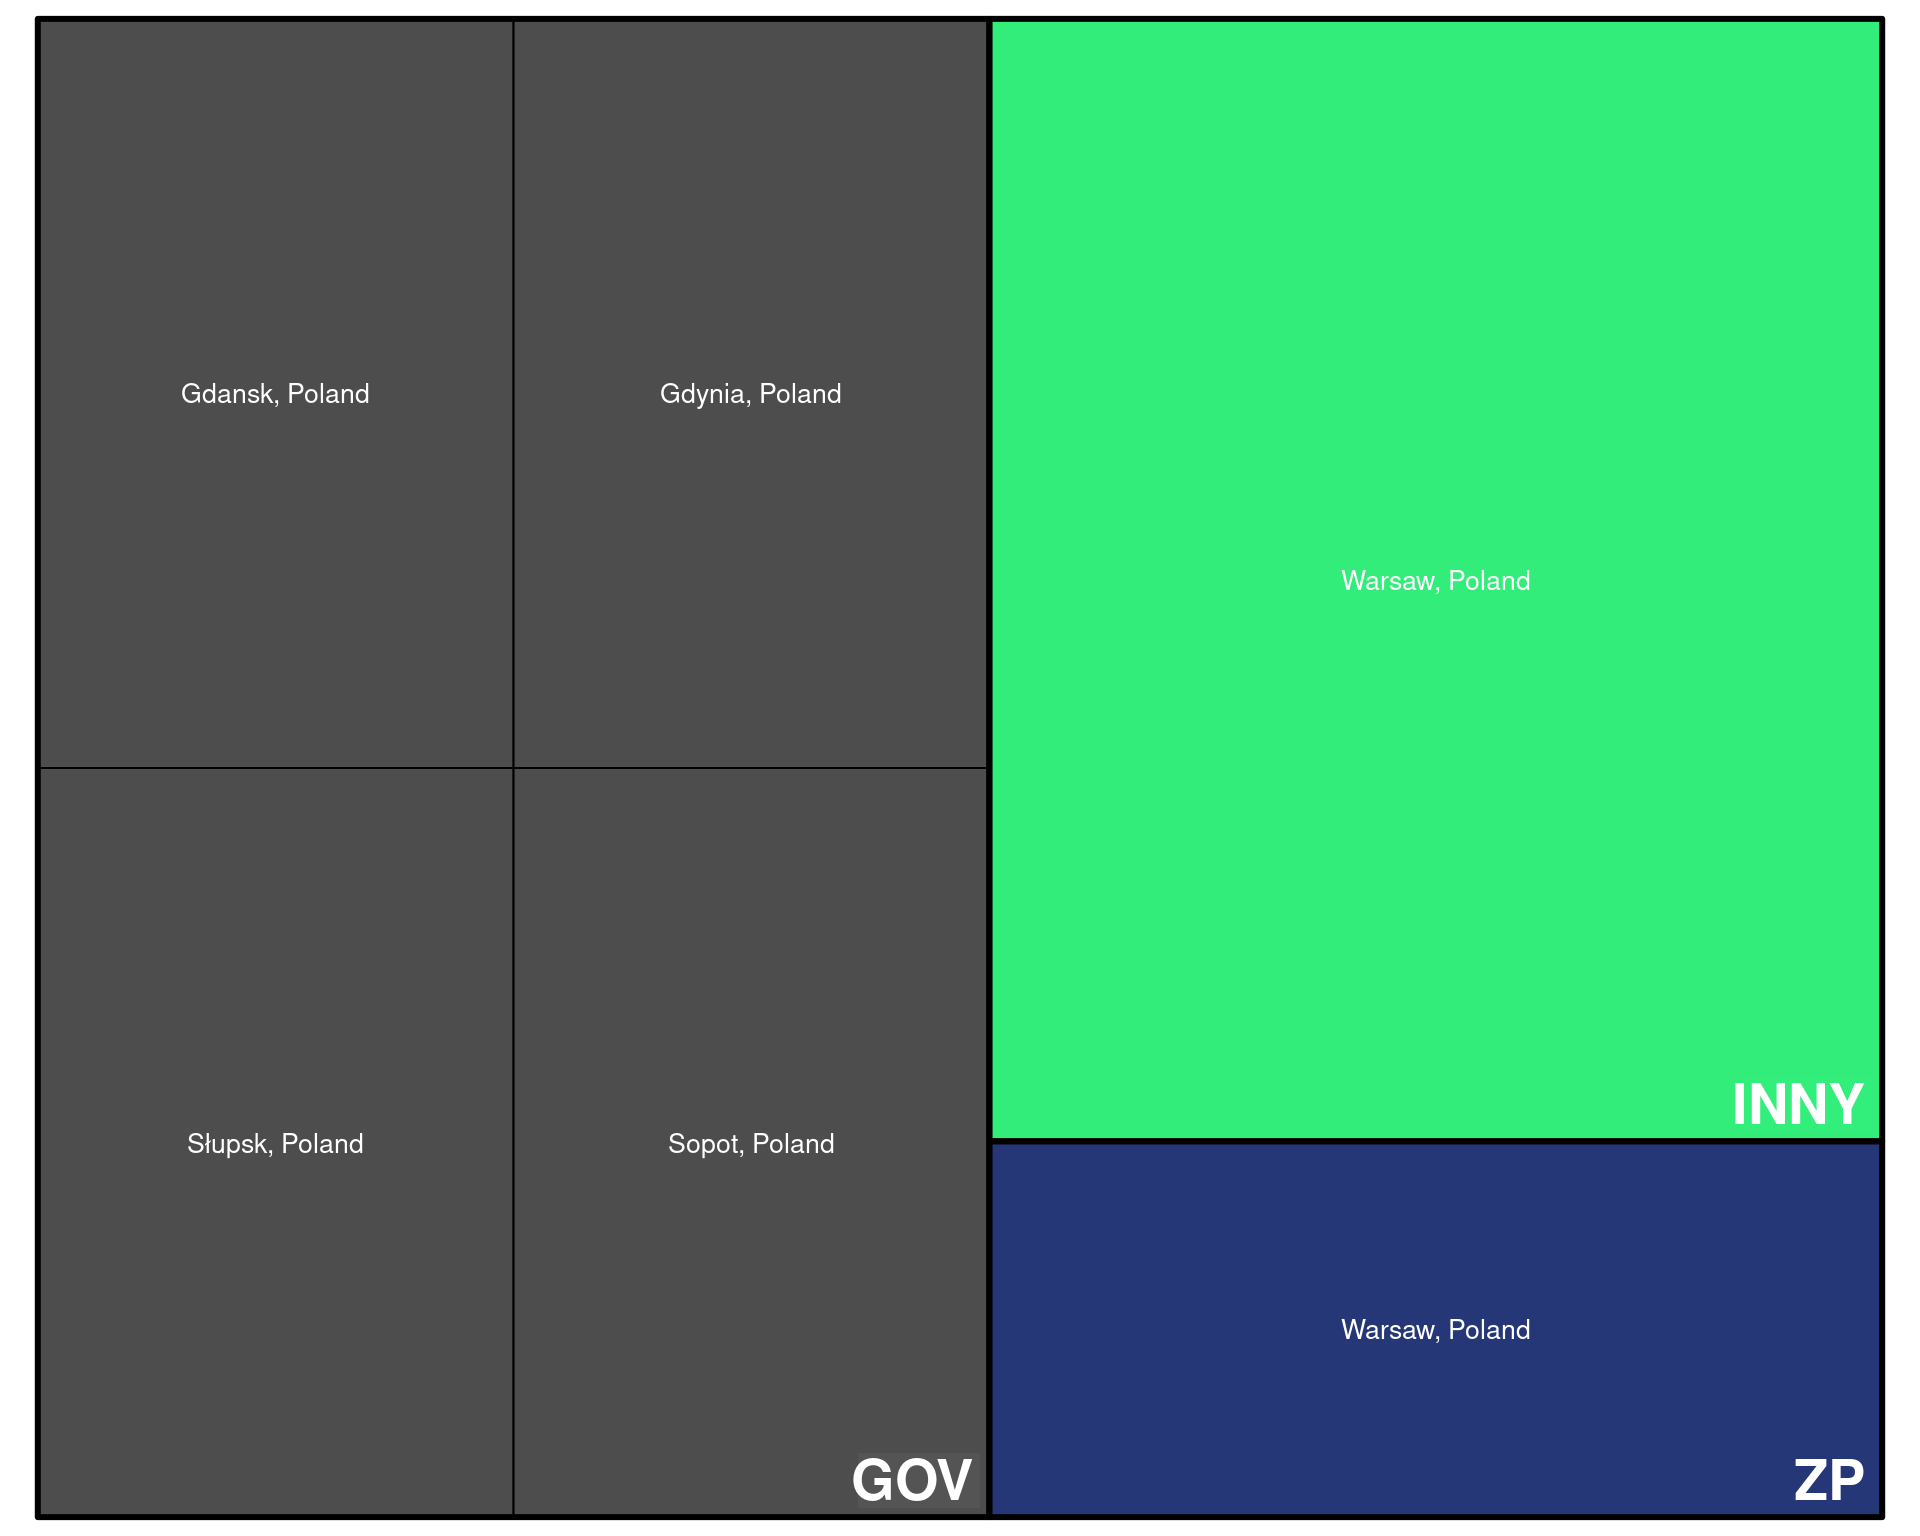 Gdansk, Poland
Gdynia, Poland
Słupsk, Poland
Sopot, Poland
GOV
Warsaw, Poland
INNY
Warsaw, Poland
ZP